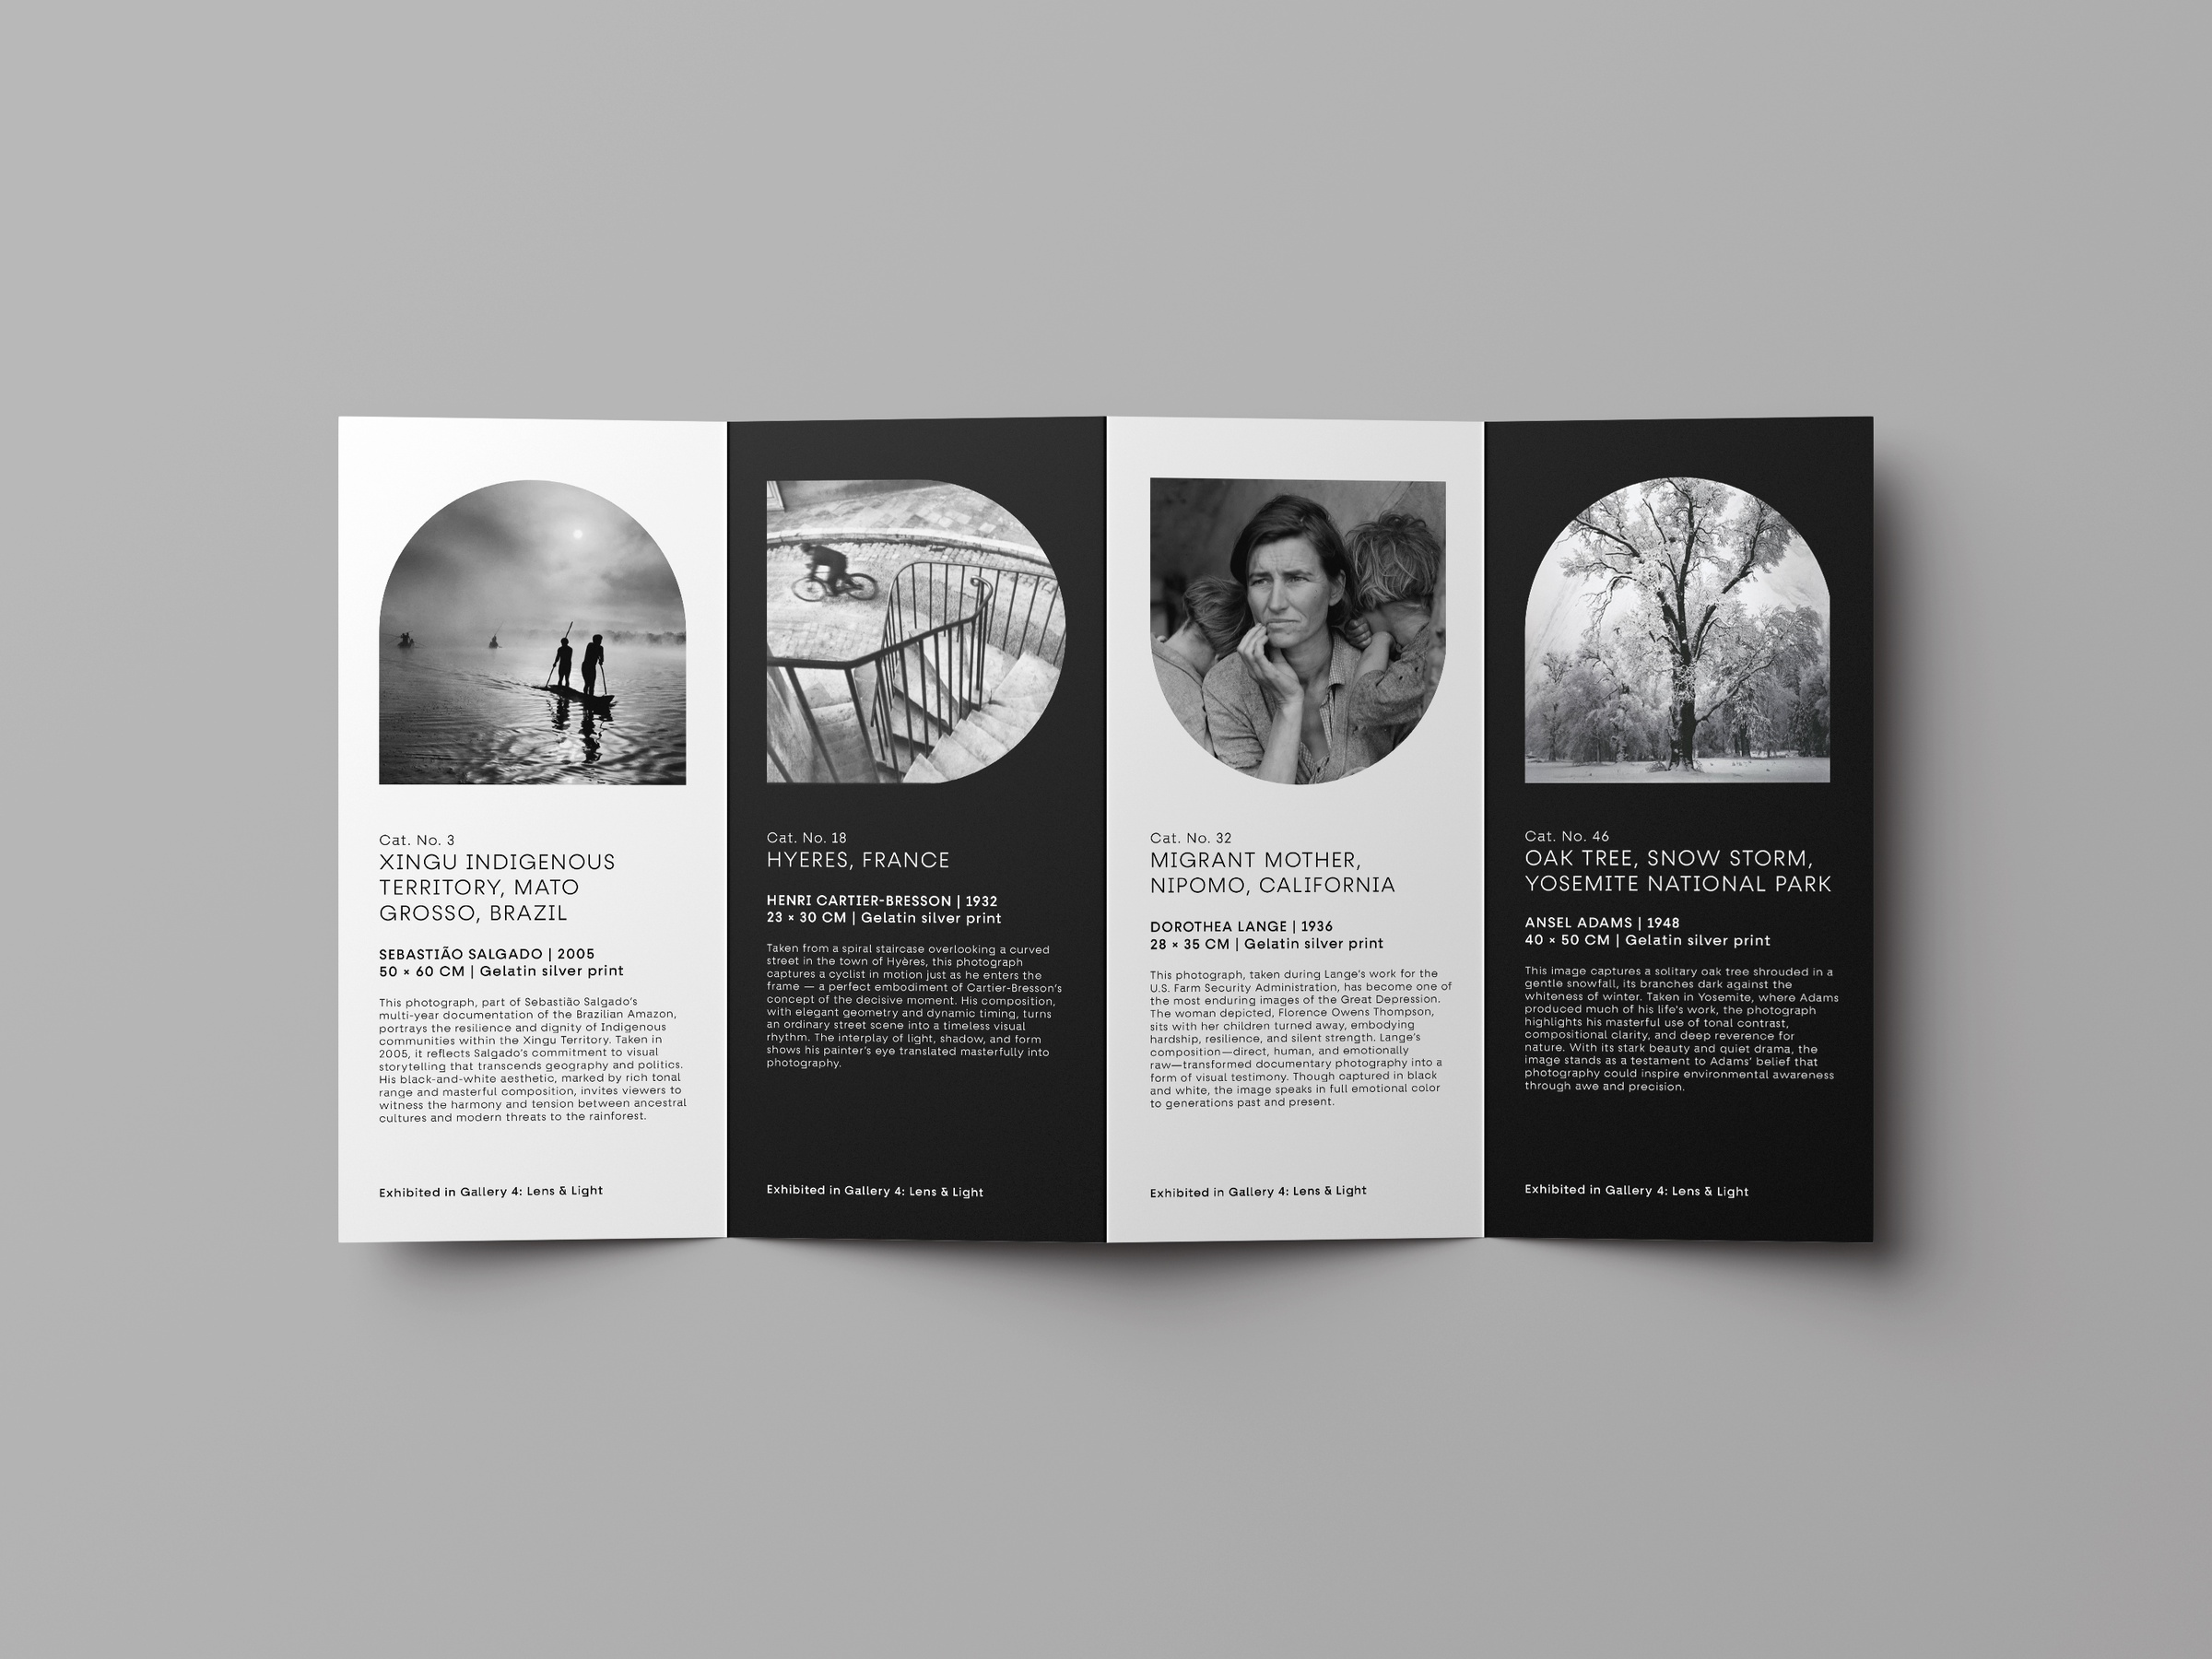 Cat. No. 3
XINGU INDIGENOUS
TERRITORY, MATO
GROSSO, BRAZIL
SEBASTIÃO SALGADO | 2005
50 × 60 CM | Gelatin silver print
This photograph, part of Sebastião Salgado's
multi-year documentation of the Brazilian Amazon,
portrays the resilience and dignity of Indigenous
communities within the Xingu Territory. Taken in
2005, it reflects Salgado's commitment to visual
storytelling that transcends geography and politics.
His black-and-white aesthetic, marked by rich tonal
range and masterful composition, invites viewers to
witness the harmony and tension between ancestral
cultures and modern threats to the rainforest.
Exhibited in Gallery 4: Lens & Light
Cat. No. 18
HYERES, FRANCE
HENRI CARTIER-BRESSON | 1932
23 × 30 CM | Gelatin silver print
Taken from a spiral staircase overlooking a curved
street in the town of Hyères, this photograph
captures a cyclist in motion just as he enters the
frame — a perfect embodiment of Cartier-Bresson's
concept of the decisive moment. His composition,
with elegant geometry and dynamic timing, turns
an ordinary street scene into a timeless visual
rhythm. The interplay of light, shadow, and form
shows his painter's eye translated masterfully into
photography.
Exhibited in Gallery 4: Lens & Light
Cat. No. 32
MIGRANT MOTHER,
NIPOMO, CALIFORNIA
DOROTHEA LANGE | 1936
28 × 35 CM | Gelatin silver print
This photograph, taken during Lange's work for the
U.S. Farm Security Administration, has become one of
the most enduring images of the Great Depression.
The woman depicted, Florence Owens Thompson,
sits with her children turned away, embodying
hardship, resilience, and silent strength. Lange's
composition—direct, human, and emotionally
raw—transformed documentary photography into a
form of visual testimony. Though captured in black
and white, the image speaks in full emotional color
to generations past and present.
Exhibited in Gallery 4: Lens & Light
Cat. No. 46
OAK TREE, SNOW STORM,
YOSEMITE NATIONAL PARK
ANSEL ADAMS | 1948
40 × 50 CM | Gelatin silver print
This image captures a solitary oak tree shrouded in a
gentle snowfall, its branches dark against the
whiteness of winter. Taken in Yosemite, where Adams
produced much of his life's work, the photograph
highlights his masterful use of tonal contrast,
compositional clarity, and deep reverence for
nature. With its stark beauty and quiet drama, the
image stands as a testament to Adams' belief that
photography could inspire environmental awareness
through awe and precision.
Exhibited in Gallery 4: Lens & Light